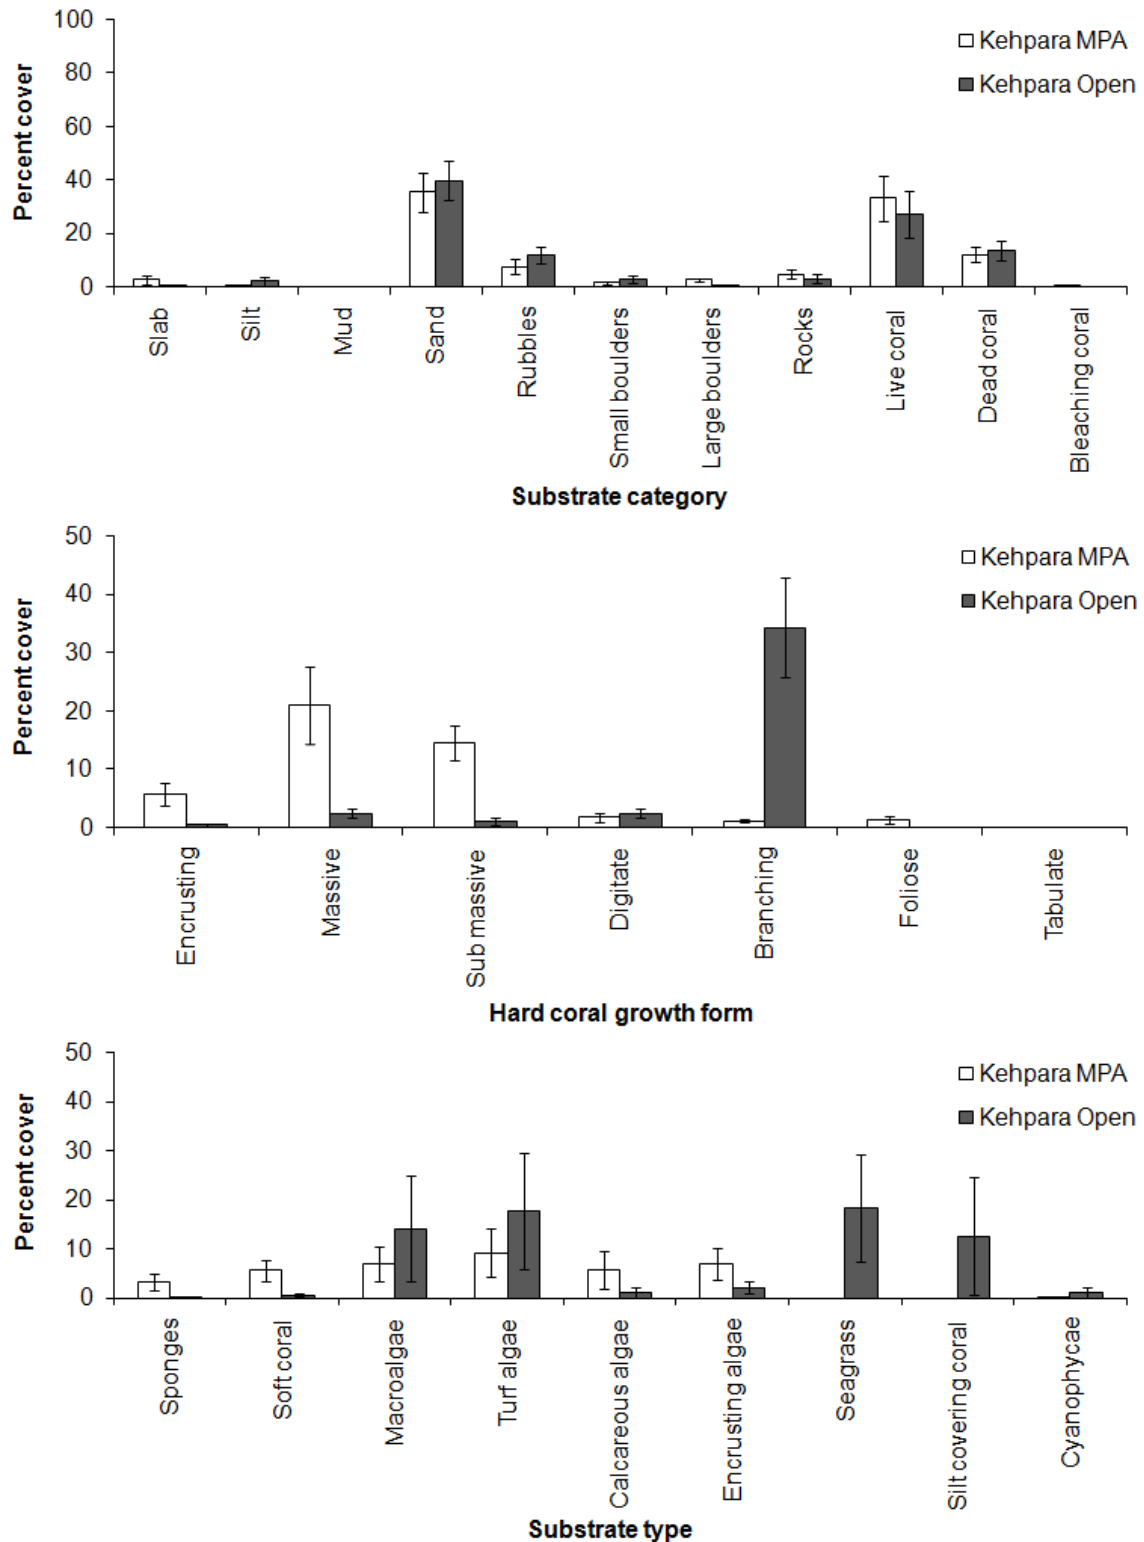 100
80
60
40
20
0
Percent cover
Kehpara MPA
Kehpara Open
Slab
Silt
Mud
Sand
Rubbles
Small boulders
Large boulders
Rocks
Live coral
Dead coral
Bleaching coral
Substrate category
50
40
30
20
10
0
Percent cover
Kehpara MPA
Kehpara Open
Encrusting
Massive
Sub massive
Digitate
Branching
Foliose
Tabulate
Hard coral growth form
50
40
30
20
10
0
Percent cover
Kehpara MPA
Kehpara Open
Sponges
Soft coral
Macroalgae
Turf algae
Calcareous algae
Encrusting algae
Seagrass
Silt covering coral
Cyanophycae
Substrate type